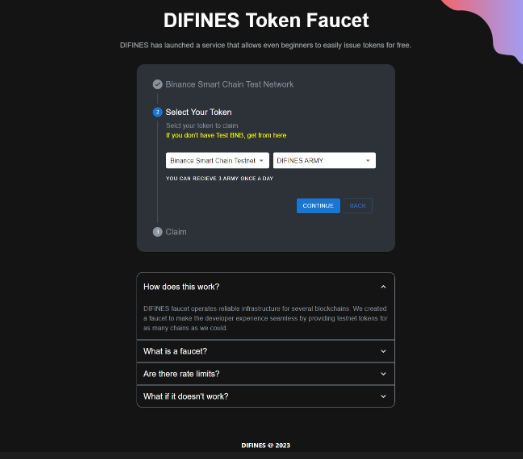 DIFINES Token Faucet
DIFINES has launched a service that allows even beginners to easily issue tokens for free.
Binance Smart Chain Test Network
2 Select Your Token
Selct your token to claim
If you don't have Test BNB, get from here
Binance Smart Chain Testnet DIFINES ARMY
YOU CAN RECIEVE 3 ARMY ONCE A DAY
CONTINUE BACK
3 Claim
How does this work?
DIFINES faucet operates reliable infrastructure for several blockchains. We created
a faucet to make the developer experience seamless by providing testnet tokens for
as many chains as we could.
What is a faucet?
Are there rate limits?
What if it doesn't work?
DIFINES @ 2023